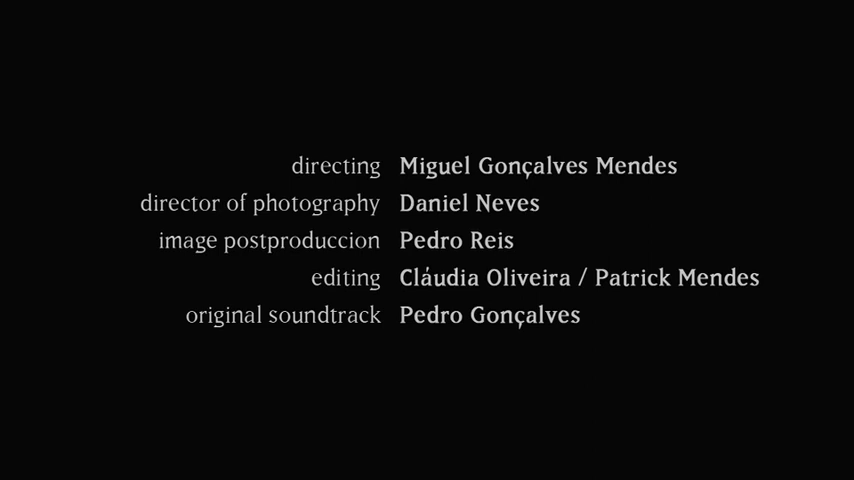 directing Miguel Gonçalves Mendes
director of photography Daniel Neves
image postproduccion Pedro Reis
editing Cláudia Oliveira / Patrick Mendes
original soundtrack Pedro Gonçalves